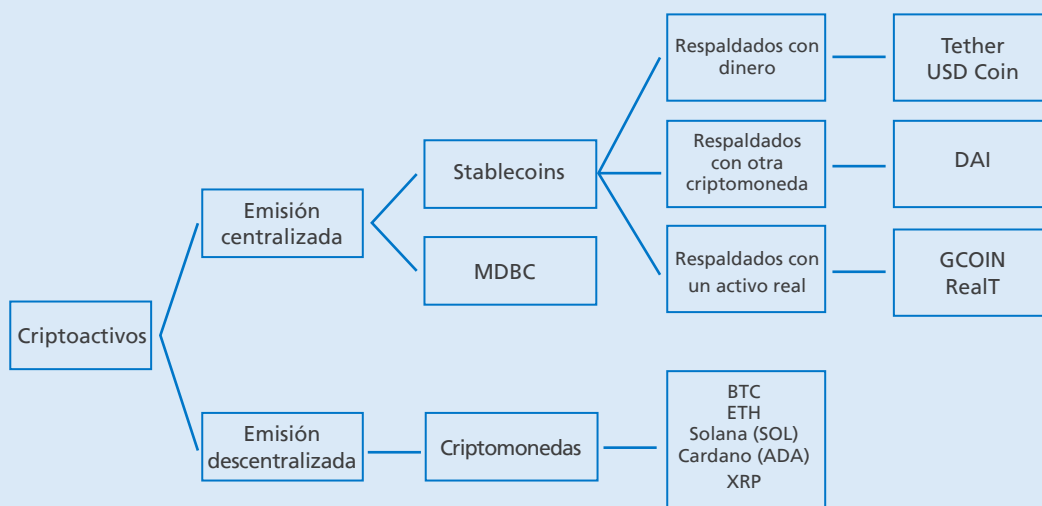 Criptoactivos
Emisión
centralizada
Stablecoins
Respaldados con
dinero
Tether
USD Coin
Respaldados
con otra
criptomoneda
DAI
Respaldados con
un activo real
GCOIN
RealT
MDBC
Emisión
descentralizada
Criptomonedas
BTC
ETH
Solana (SOL)
Cardano (ADA)
XRP